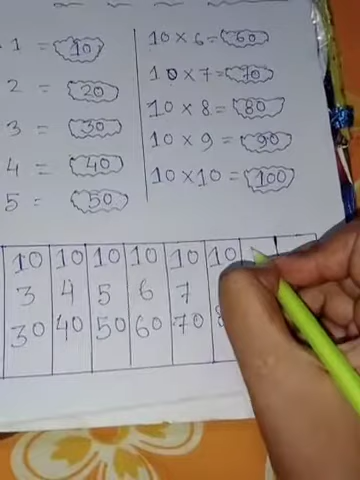 1 = 10
2 = 20
3 = 30
4 = 40
5 = 50
10 × 6 = 60
10 × 7 = 70
10 × 8 = 80
10 × 9 = 90
10 × 10 = 100
10 10 10 10 10 10
3 4 5 6 7
30 40 50 60 70